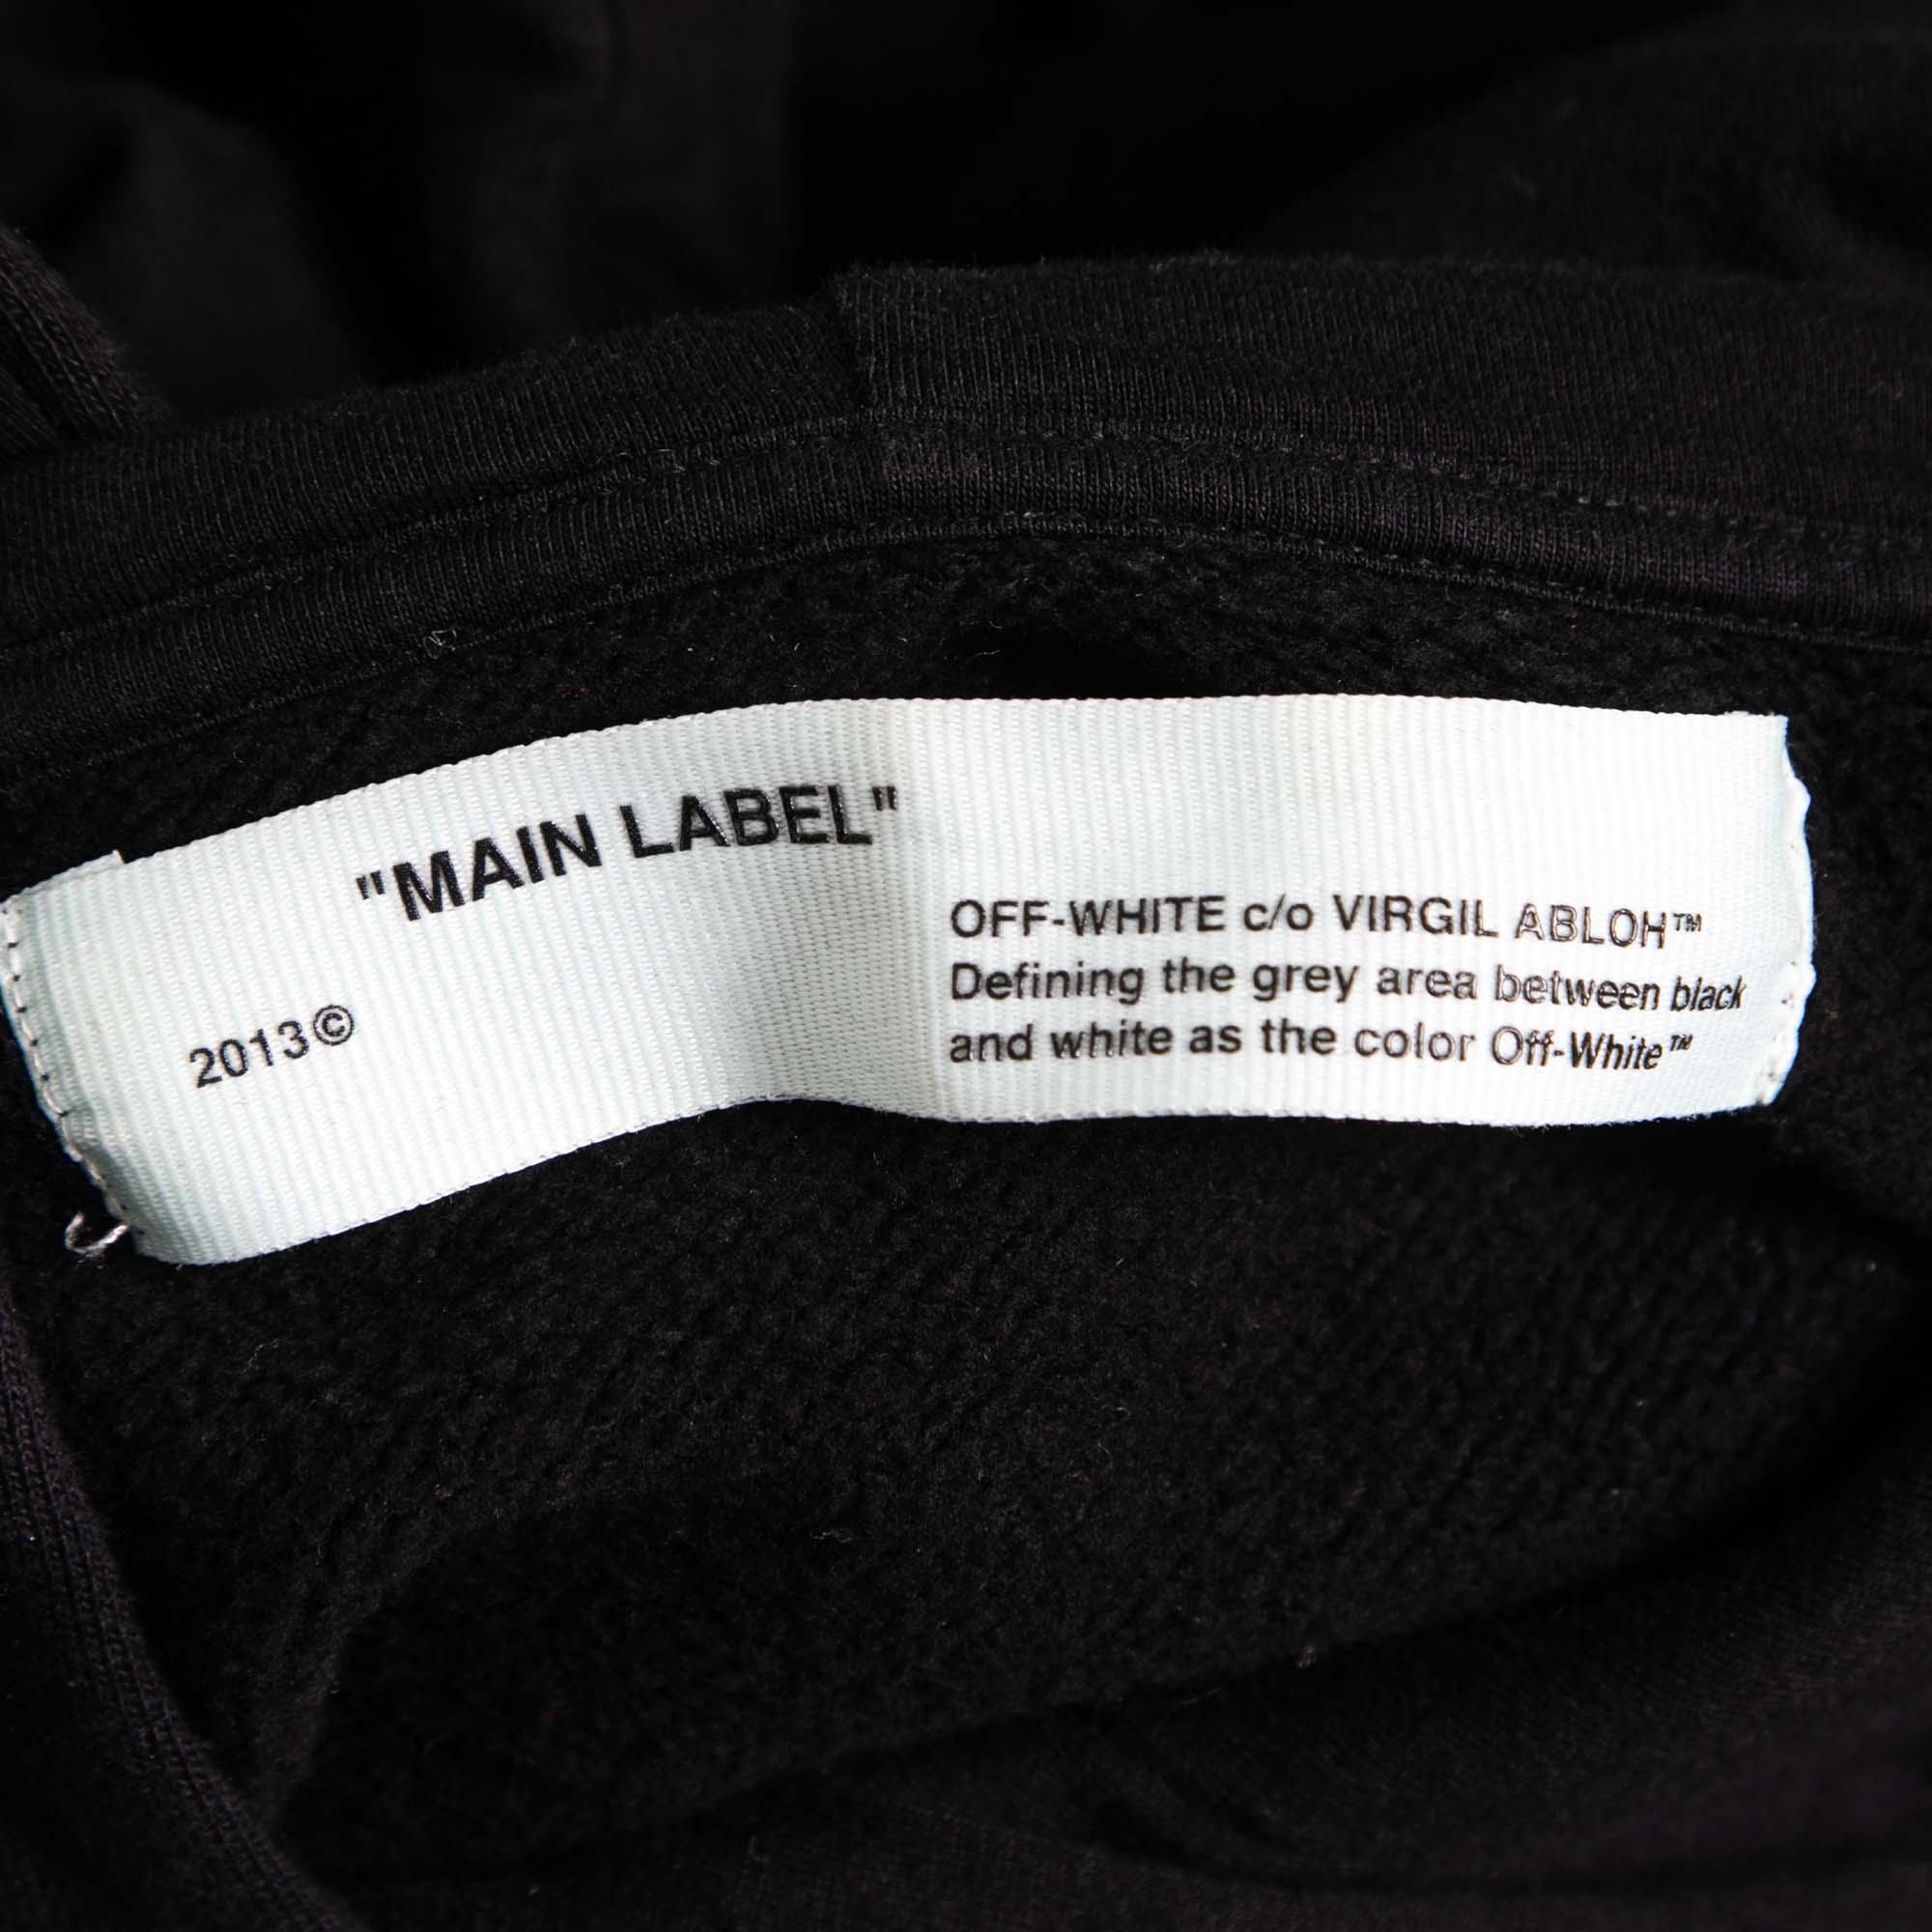 "MAIN LABEL"
OFF-WHITE c/o VIRGIL ABLOH™
Defining the grey area between black
and white as the color Off-White™
2013©